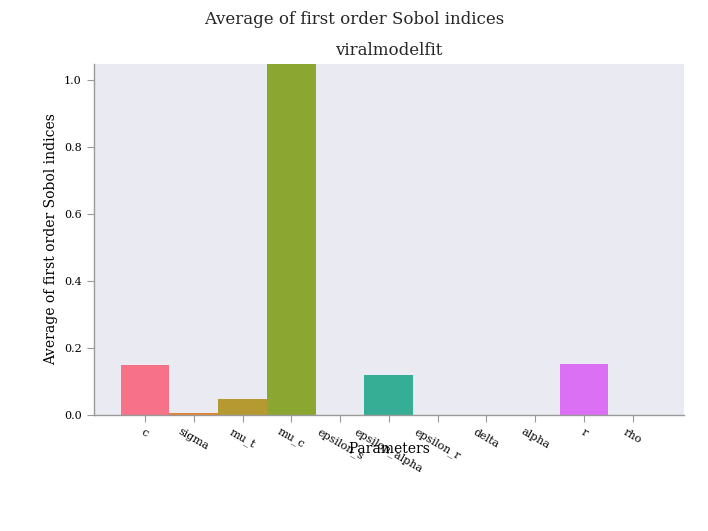 Average of first order Sobol indices
viralmodelfit
Average of first order Sobol indices
1.0
0.8
0.6
0.4
0.2
0.0
c
sigma
mu_t
mu_c
epsilon_s
epsilon_alpha
epsilon_r
delta
alpha
r
rho
Parameters